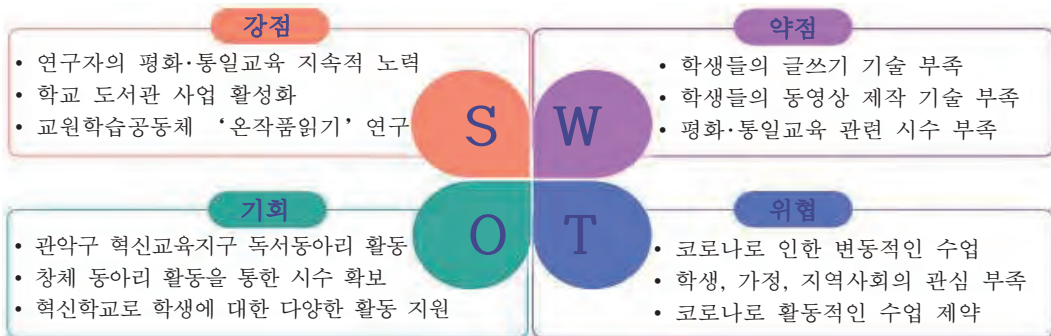 강점
• 연구자의 평화·통일교육 지속적 노력
• 학교 도서관 사업 활성화
• 교원학습공동체 ‘온작품읽기’ 연구
약점
• 학생들의 글쓰기 기술 부족
• 학생들의 동영상 제작 기술 부족
• 평화·통일교육 관련 시수 부족
S
W
기회
• 관악구 혁신교육지구 독서동아리 활동
• 창체 동아리 활동을 통한 시수 확보
• 혁신학교로 학생에 대한 다양한 활동 지원
O
T
위협
• 코로나로 인한 변동적인 수업
• 학생, 가정, 지역사회의 관심 부족
• 코로나로 활동적인 수업 제약